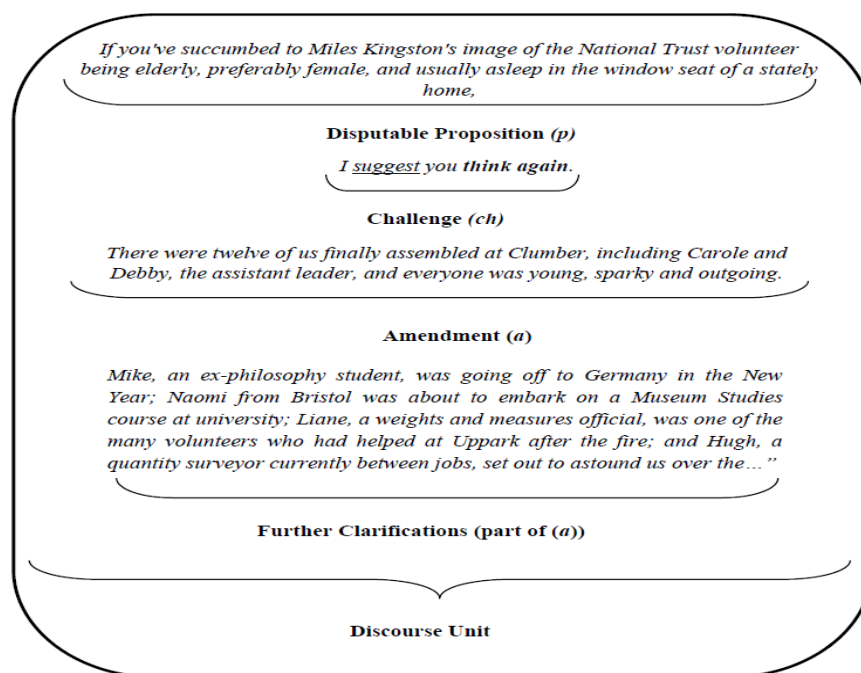 If you've succumbed to Miles Kingston's image of the National Trust volunteer
being elderly, preferably female, and usually asleep in the window seat of a stately
home,
Disputable Proposition (p)
I suggest you think again.
Challenge (ch)
There were twelve of us finally assembled at Clumber, including Carole and
Debby, the assistant leader, and everyone was young, sparky and outgoing.
Amendment (a)
Mike, an ex-philosophy student, was going off to Germany in the New
Year; Naomi from Bristol was about to embark on a Museum Studies
course at university; Liane, a weights and measures official, was one of the
many volunteers who had helped at Uppark after the fire; and Hugh, a
quantity surveyor currently between jobs, set out to astound us over the…”
Further Clarifications (part of (a))
Discourse Unit